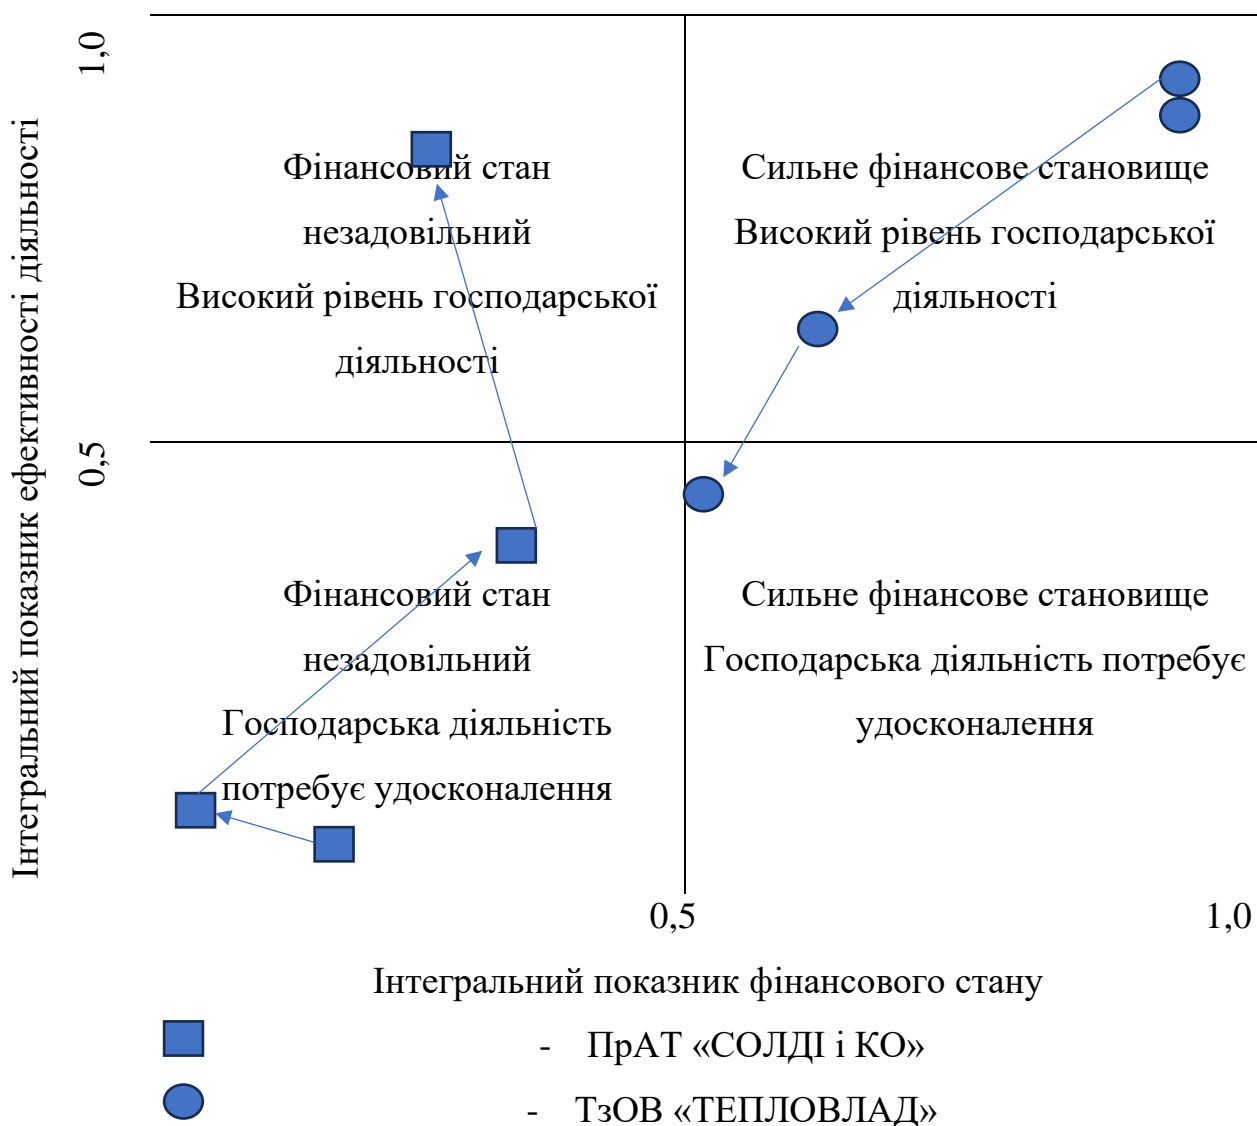 Інтегральний показник ефективності діяльності
1,0
0,5
Фінансовий стан
незадовільний
Високий рівень господарської
діяльності
Сильне фінансове становище
Високий рівень господарської
діяльності
Фінансовий стан
незадовільний
Господарська діяльність
потребує удосконалення
Сильне фінансове становище
Господарська діяльність потребує
удосконалення
0,5
1,0
Інтегральний показник фінансового стану
- ПрАТ «СОЛДІ і КО»
- ТзОВ «ТЕПЛОВЛАД»